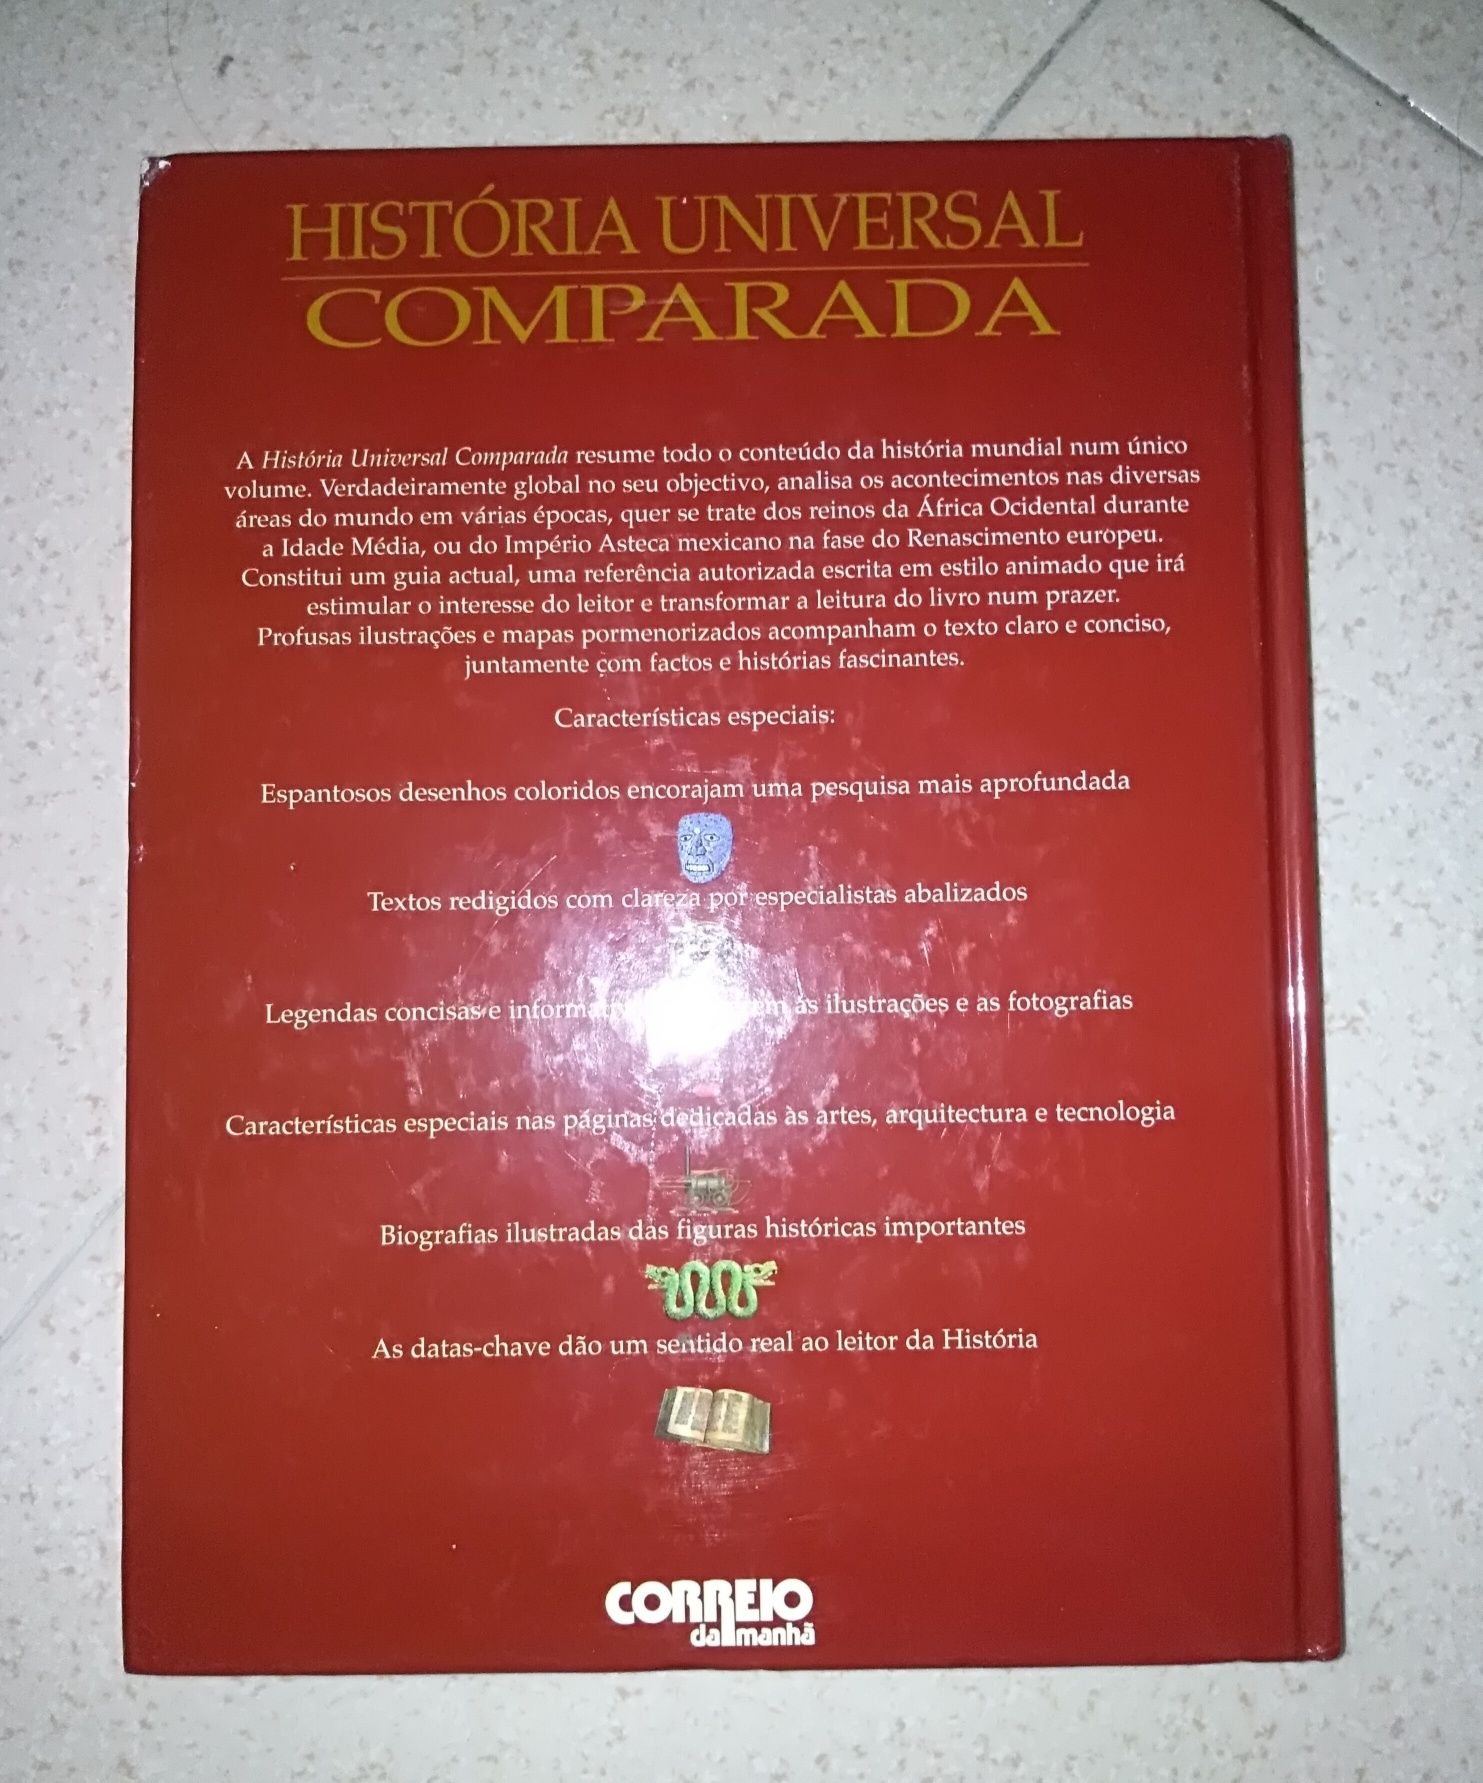 HISTÓRIA UNIVERSAL
COMPARADA
A História Universal Comparada resume todo o conteúdo da história mundial num único
volume. Verdadeiramente global no seu objectivo, analisa os acontecimentos nas diversas
áreas do mundo em várias épocas, quer se trate dos reinos da África Ocidental durante
a Idade Média, ou do Império Asteca mexicano na fase do Renascimento europeu.
Constitui um guia actual, uma referência autorizada escrita em estilo animado que irá
estimular o interesse do leitor e transformar a leitura do livro num prazer.
Profusas ilustrações e mapas pormenorizados acompanham o texto claro e conciso,
juntamente com factos e histórias fascinantes.
Características especiais:
Espantosos desenhos coloridos encorajam uma pesquisa mais aprofundada
Textos redigidos com clareza por especialistas abalizados
Legendas concisas e ás ilustrações e as fotografias
Características especiais nas páginas dedicadas às artes, arquitectura e tecnologia
Biografias ilustradas das figuras históricas importantes
As datas-chave dão um sentido real ao leitor da História
CORREIO
da manhã